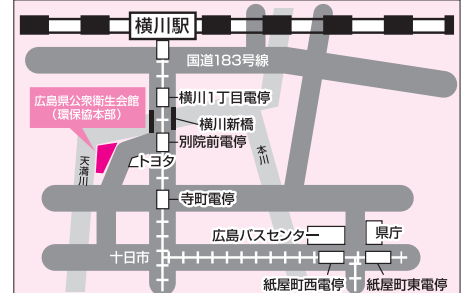 横川駅
国道183号線
広島県公衆衛生会館
（環保協本部）
横川1丁目電停
横川新橋
別院前電停
トヨタ
天満川
本川
寺町電停
広島バスセンター
県庁
十日市
紙屋町西電停
紙屋町東電停